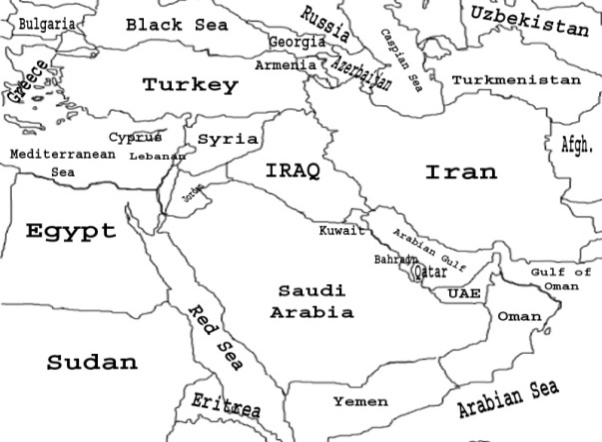 Bulgaria
Black Sea
Russia
Uzbekistan
Georgia
Caspian Sea
Greece
Turkey
Armenia
Azerbaijan
Turkmenistan
Cyprus
Syria
Afgh.
Mediterranean
Sea
Lebanan
IRAQ
Iran
Jordan
Egypt
Kuwait
Arabian Gulf
Bahrain
Qatar
Gulf of
Oman
Saudi
Arabia
UAE
Oman
Red Sea
Sudan
Eritrea
Yemen
Arabian Sea